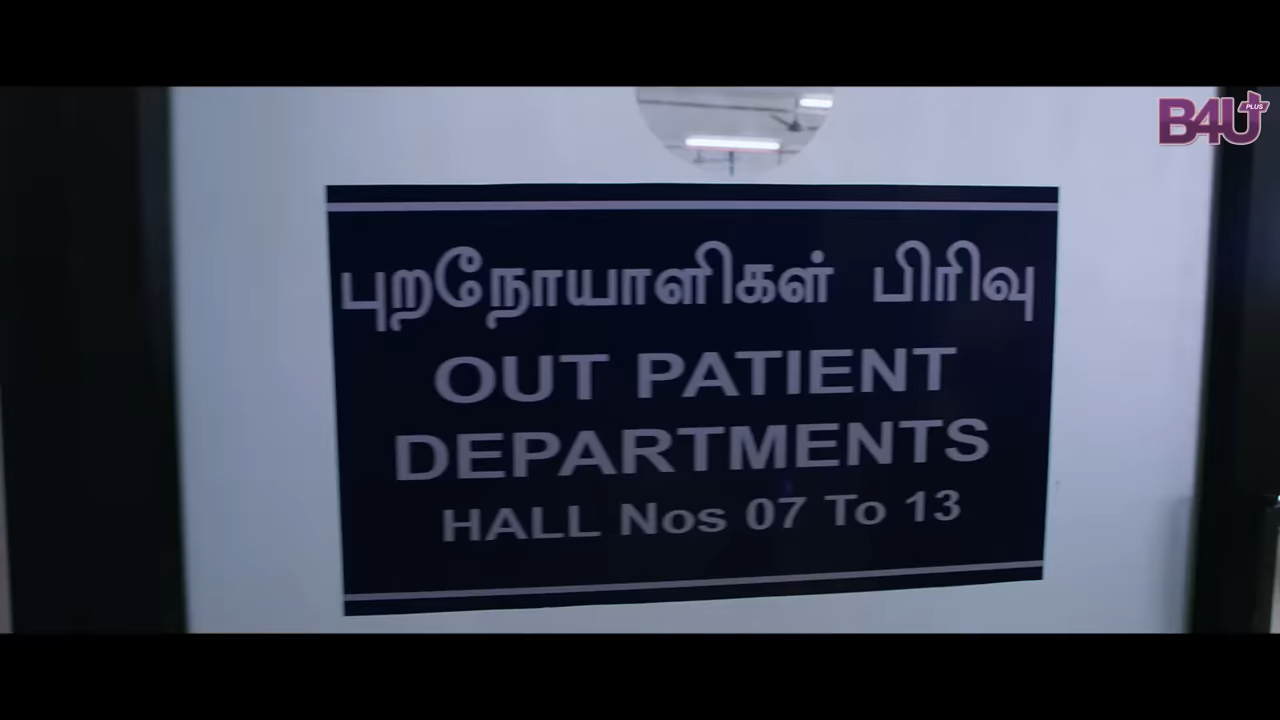 B4U PLUS
புறநோயாளிகள் பிரிவு
OUT PATIENT
DEPARTMENTS
HALL Nos 07 To 13